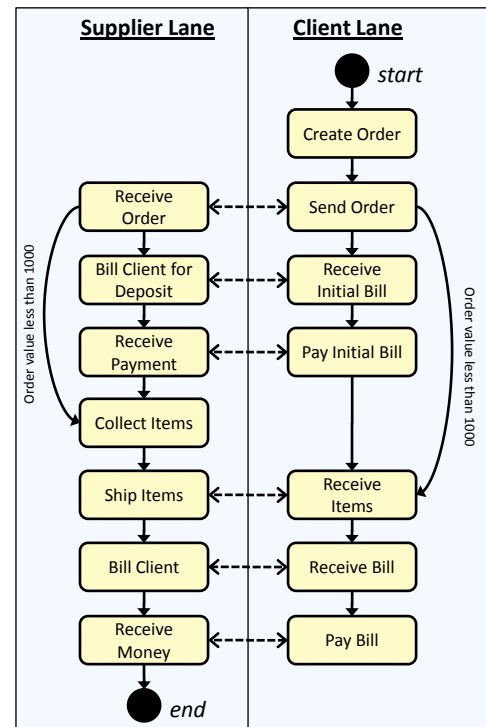 Supplier Lane
Client Lane
start
Create Order
Receive
Order
Send Order
Bill Client for
Deposit
Receive
Initial Bill
Receive
Payment
Pay Initial Bill
Collect Items
Ship Items
Receive
Items
Bill Client
Receive Bill
Receive
Money
Pay Bill
end
Order value less than 1000
Order value less than 1000